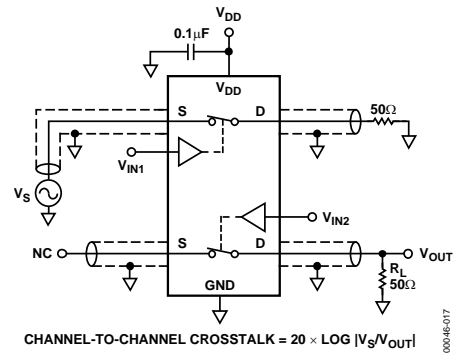 VDD
0.1µF
VDD
S
D
50Ω
VIN1
VS
VIN2
NC
S
D
VOUT
RL
50Ω
GND
CHANNEL-TO-CHANNEL CROSSTALK = 20 × LOG |VS/VOUT|
00046-017